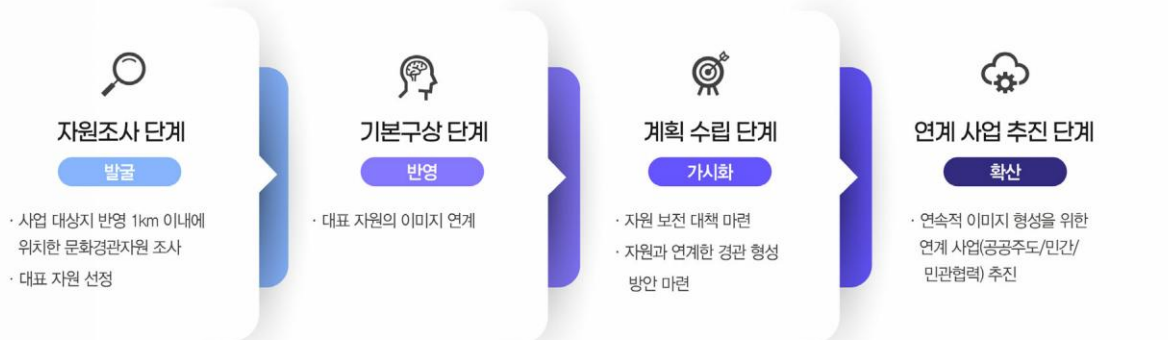 자원조사 단계
발굴
· 사업 대상지 반영 1km 이내에
위치한 문화경관자원 조사
· 대표 자원 선정
기본구상 단계
반영
· 대표 자원의 이미지 연계
계획 수립 단계
가시화
· 자원 보전 대책 마련
· 자원과 연계한 경관 형성
방안 마련
연계 사업 추진 단계
확산
· 연속적 이미지 형성을 위한
연계 사업(공공주도/민간/
민관협력) 추진